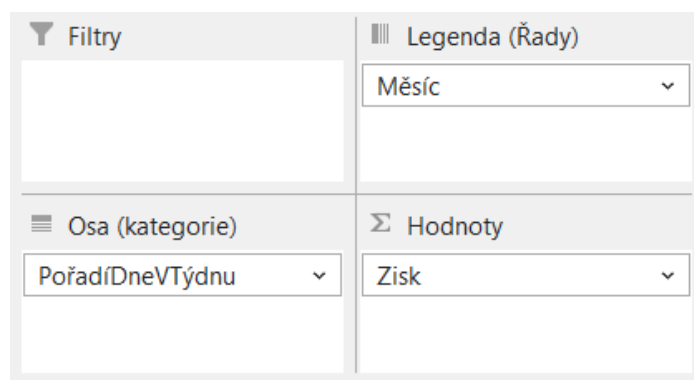 Filtry
Legenda (Řady)
Měsíc
Osa (kategorie)
Σ Hodnoty
PořadíDneVTýdnu
Zisk